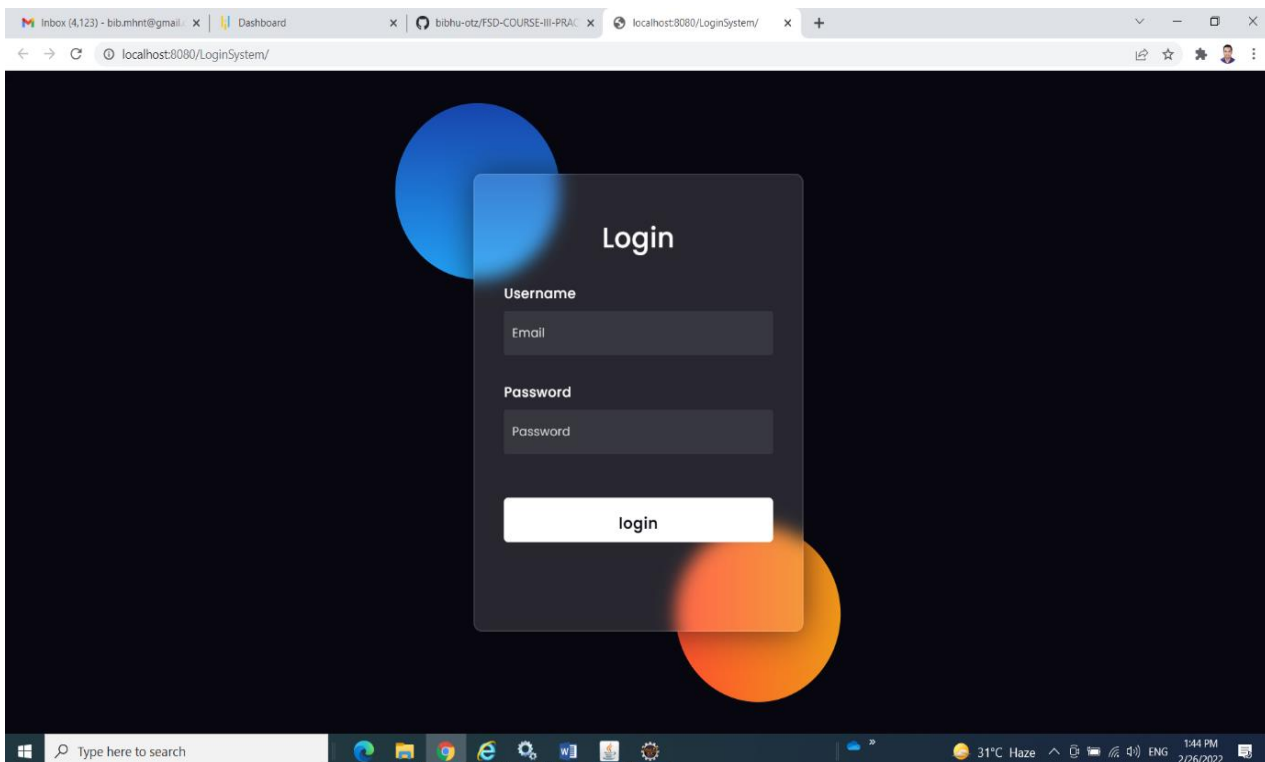 Inbox (4,123) - bib.mhnt@gmail.c
Dashboard
bibhu-otz/FSD-COURSE-III-PRAC
localhost:8080/LoginSystem/
localhost:8080/LoginSystem/
Login
Username
Email
Password
Password
login
Type here to search
31°C Haze
ENG
1:44 PM
2/26/2022